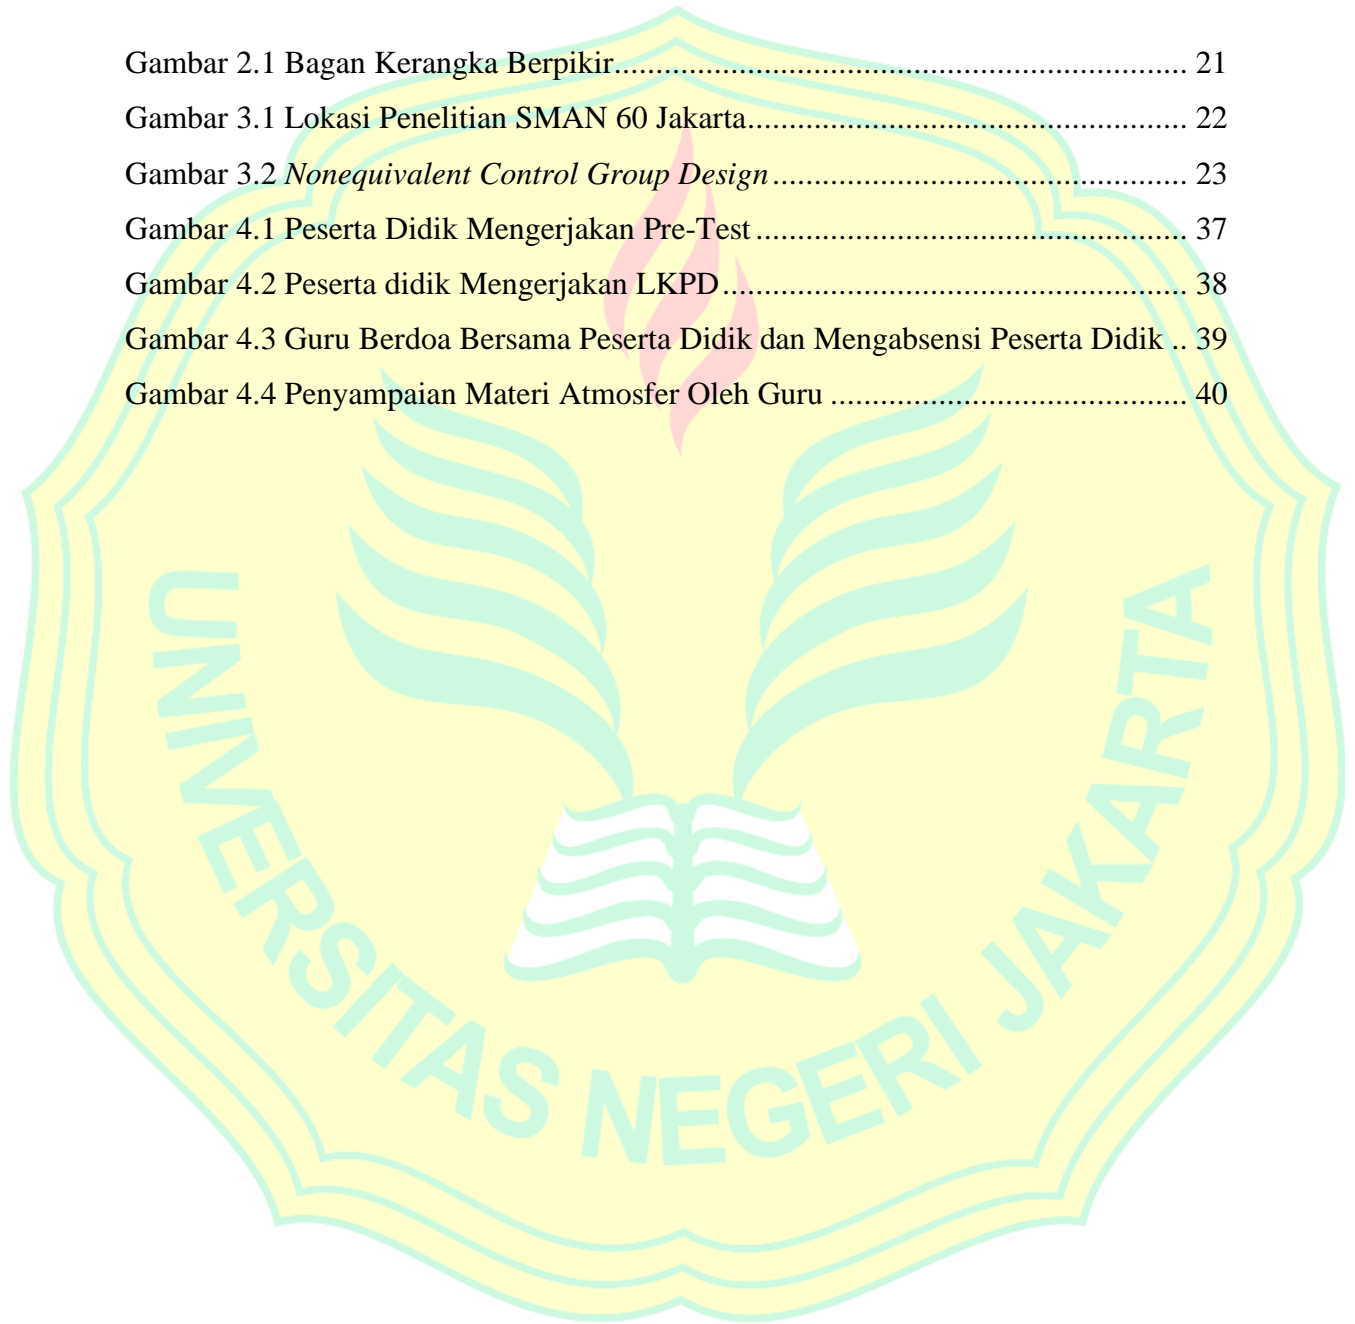 Gambar 2.1 Bagan Kerangka Berpikir....................................................................... 21
Gambar 3.1 Lokasi Penelitian SMAN 60 Jakarta...................................................... 22
Gambar 3.2 Nonequivalent Control Group Design................................................... 23
Gambar 4.1 Peserta Didik Mengerjakan Pre-Test ..................................................... 37
Gambar 4.2 Peserta didik Mengerjakan LKPD......................................................... 38
Gambar 4.3 Guru Berdoa Bersama Peserta Didik dan Mengabsensi Peserta Didik .. 39
Gambar 4.4 Penyampaian Materi Atmosfer Oleh Guru ............................................ 40
UNIVERSITAS NEGERI JAKARTA